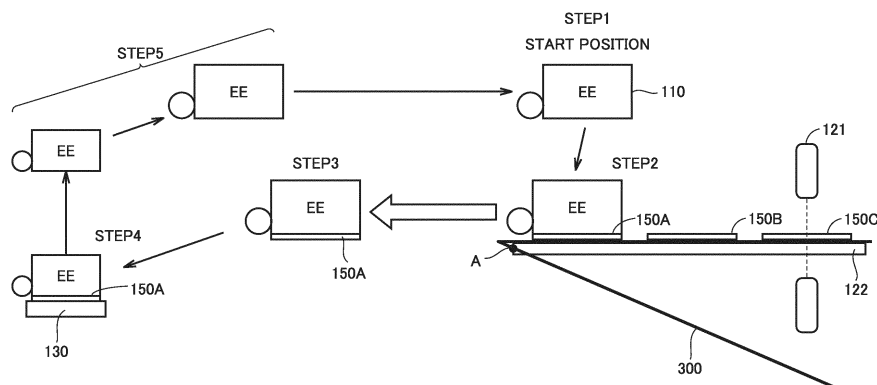 STEP1
START POSITION
STEP5
EE
EE
110
121
EE
STEP3
STEP2
EE
EE
150A
150B
150C
STEP4
150A
A
EE
150A
122
130
300